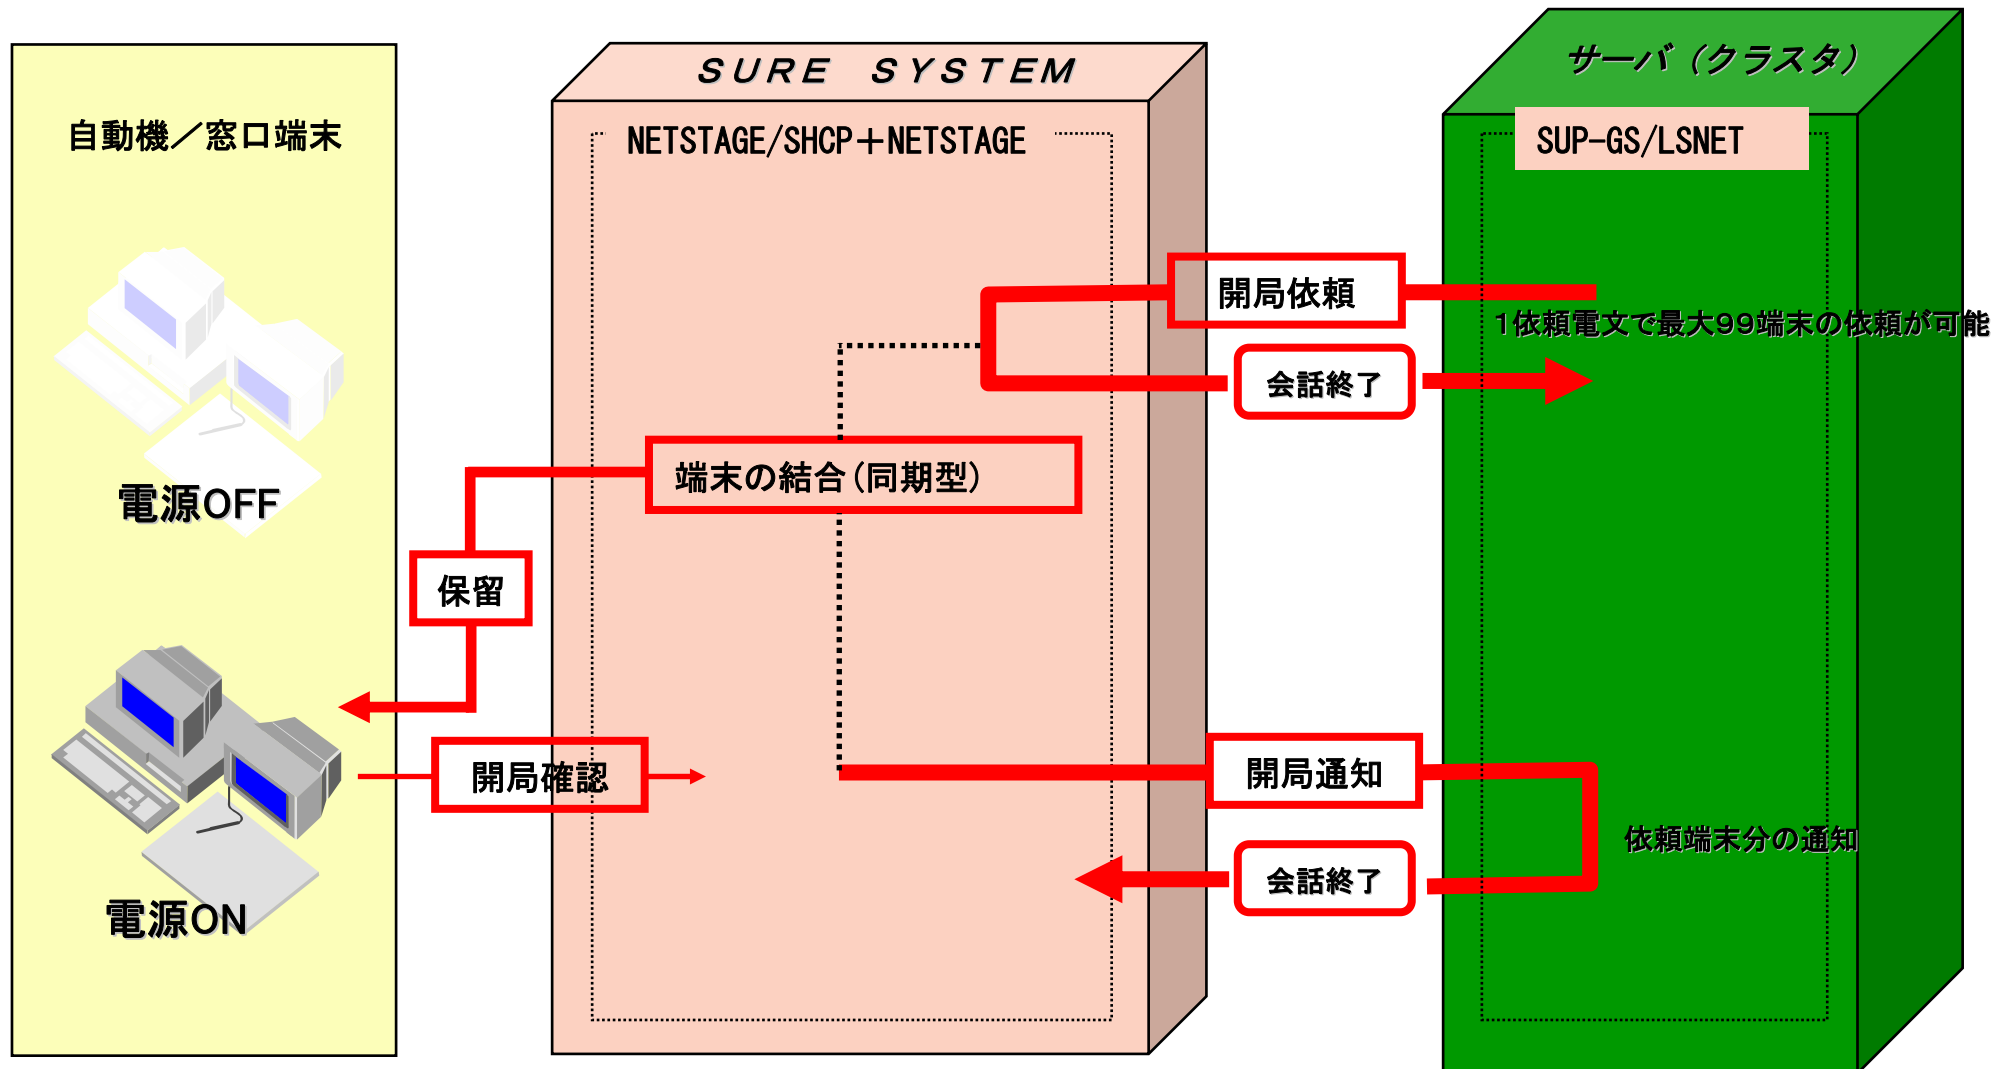 自動機／窓口端末
電源OFF
電源ON
ＳＵＲＥ　ＳＹＳＴＥＭ
NETSTAGE/SHCP＋NETSTAGE
サーバ（クラスタ）
SUP-GS/LSNET
開局依頼
１依頼電文で最大９９端末の依頼が可能
会話終了
端末の結合(同期型)
保留
開局確認
開局通知
依頼端末分の通知
会話終了